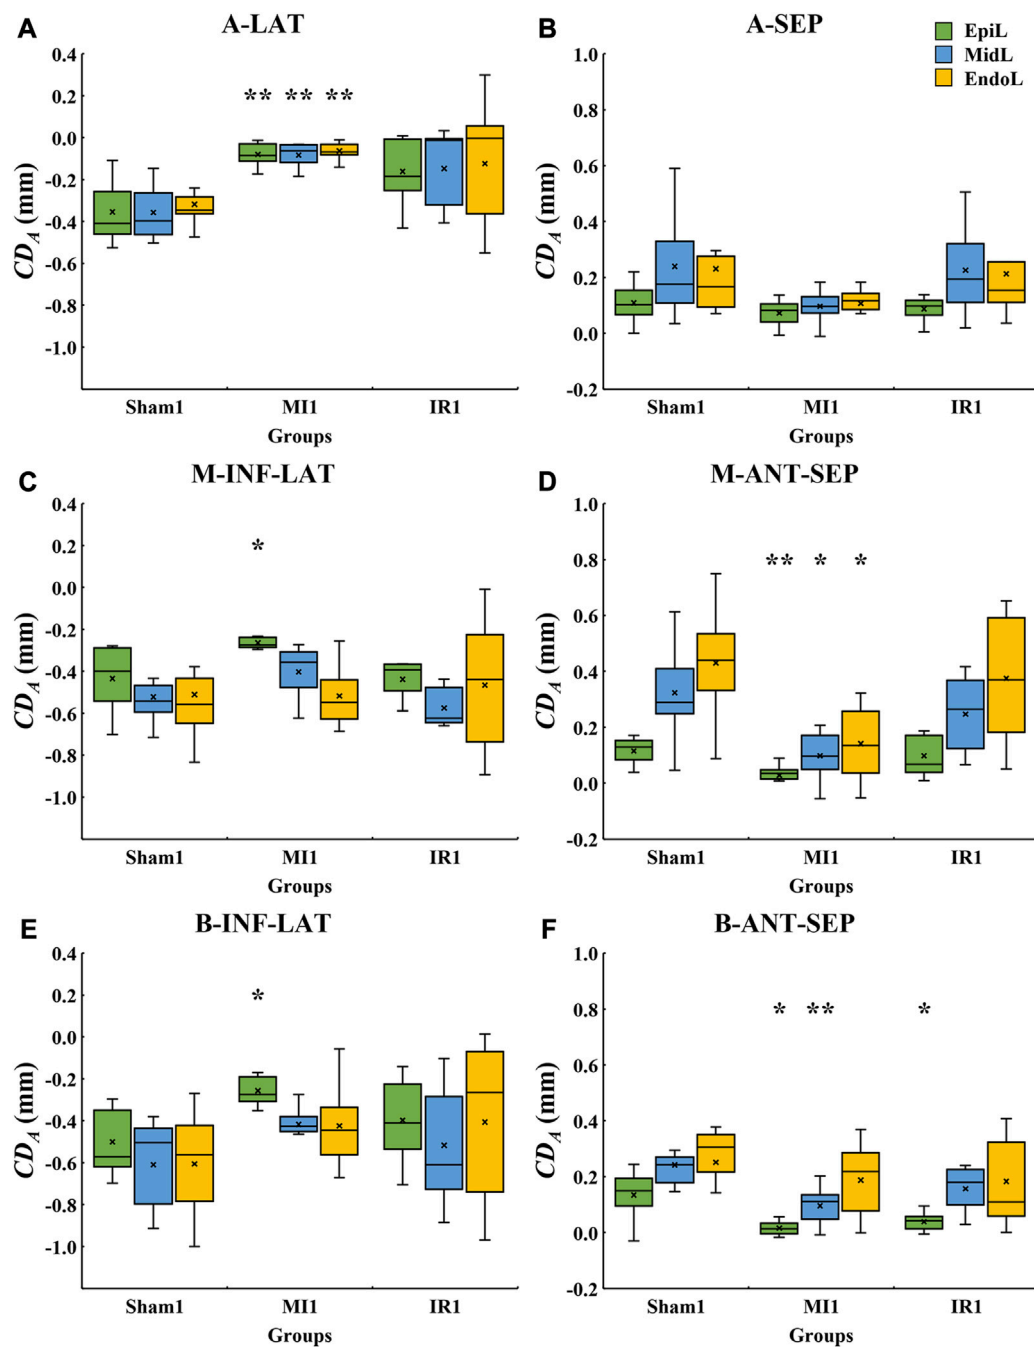 A
A-LAT
0.4
0.2
0.0
-0.2
-0.4
-0.6
-0.8
-1.0
CD_A (mm)
** ** **
Sham1 MI1 IR1
Groups
B
A-SEP
EpiL
MidL
EndoL
1.0
0.8
0.6
0.4
0.2
0.0
-0.2
CD_A (mm)
Sham1 MI1 IR1
Groups
C
M-INF-LAT
0.4
0.2
0.0
-0.2
-0.4
-0.6
-0.8
-1.0
CD_A (mm)
*
Sham1 MI1 IR1
Groups
D
M-ANT-SEP
1.0
0.8
0.6
0.4
0.2
0.0
-0.2
CD_A (mm)
** * *
Sham1 MI1 IR1
Groups
E
B-INF-LAT
0.4
0.2
0.0
-0.2
-0.4
-0.6
-0.8
-1.0
CD_A (mm)
*
Sham1 MI1 IR1
Groups
F
B-ANT-SEP
1.0
0.8
0.6
0.4
0.2
0.0
-0.2
CD_A (mm)
* ** *
Sham1 MI1 IR1
Groups